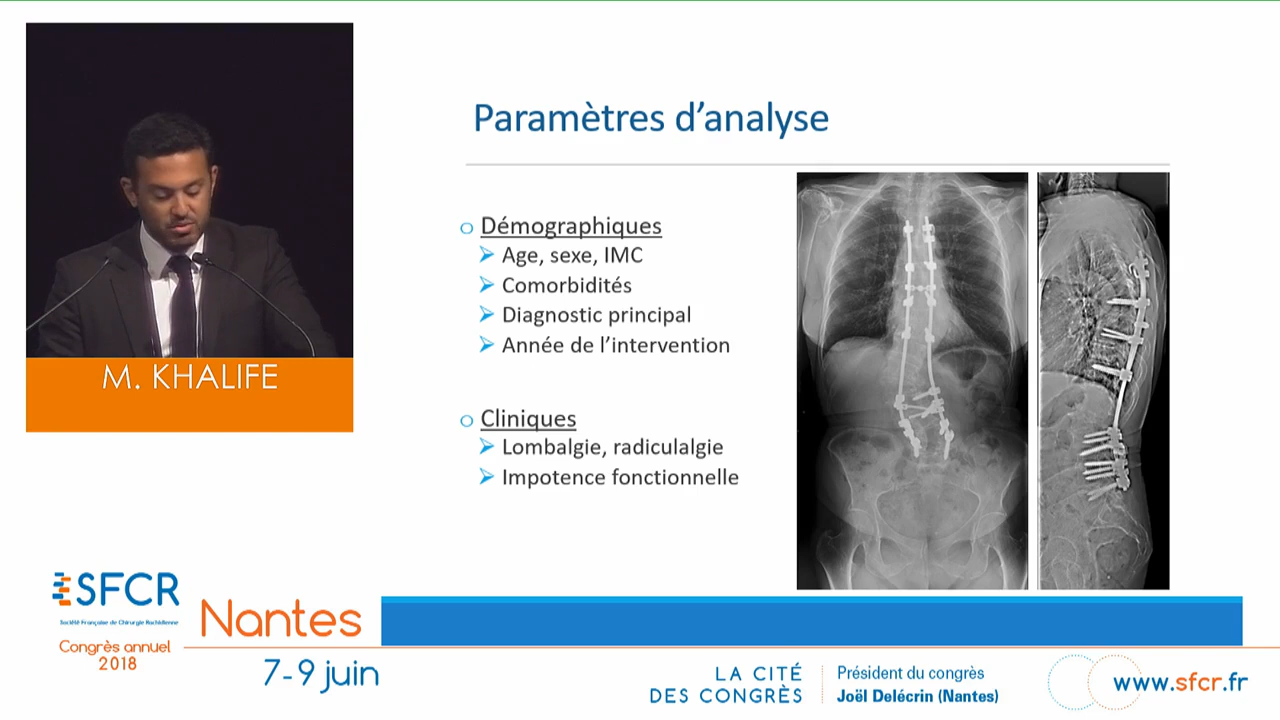 Paramètres d’analyse
Démographiques
Age, sexe, IMC
Comorbidités
Diagnostic principal
Année de l’intervention
Cliniques
Lombalgie, radiculalgie
Impotence fonctionnelle
M. KHALIFE
SFCR
Société Française de Chirurgie Rachidienne
Congrès annuel
2018
Nantes
7-9 juin
LA CITÉ
DES CONGRÈS
Président du congrès
Joël Delécrin (Nantes)
www.sfcr.fr